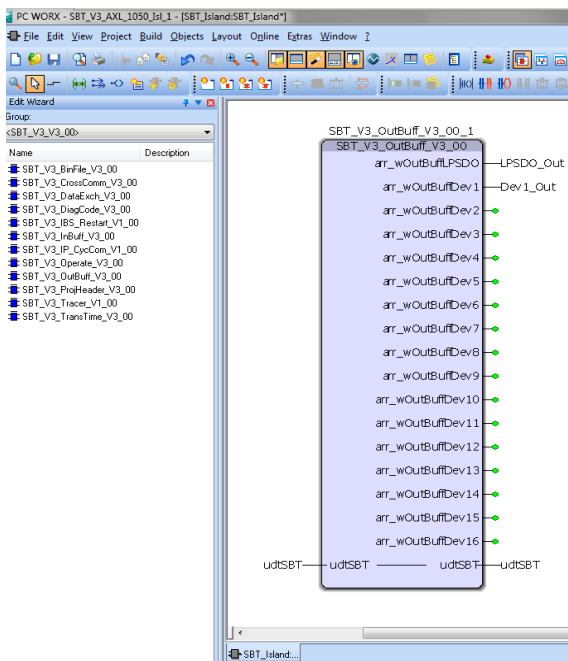 PC WORX - SBT_V3_AXL_1050_Isl_1 - [SBT_Island:SBT_Island*]
File Edit View Project Build Objects Layout Online Extras Window ?
Edit Wizard
Group:
<SBT_V3_V3_00>
Name Description
SBT_V3_BinFile_V3_00
SBT_V3_CrossComm_V3_00
SBT_V3_DataExch_V3_00
SBT_V3_DiagCode_V3_00
SBT_V3_IBS_Restart_V1_00
SBT_V3_InBuff_V3_00
SBT_V3_IP_CycCom_V1_00
SBT_V3_Operate_V3_00
SBT_V3_OutBuff_V3_00
SBT_V3_ProjHeader_V3_00
SBT_V3_Tracer_V1_00
SBT_V3_TransTime_V3_00
SBT_V3_OutBuff_V3_00_1
SBT_V3_OutBuff_V3_00
arr_wOutBuffLPSDO LPSDO_Out
arr_wOutBuffDev1 Dev1_Out
arr_wOutBuffDev2
arr_wOutBuffDev3
arr_wOutBuffDev4
arr_wOutBuffDev5
arr_wOutBuffDev6
arr_wOutBuffDev7
arr_wOutBuffDev8
arr_wOutBuffDev9
arr_wOutBuffDev10
arr_wOutBuffDev11
arr_wOutBuffDev12
arr_wOutBuffDev13
arr_wOutBuffDev14
arr_wOutBuffDev15
arr_wOutBuffDev16
udtSBT udtSBT udtSBT udtSBT
SBT_Island:...